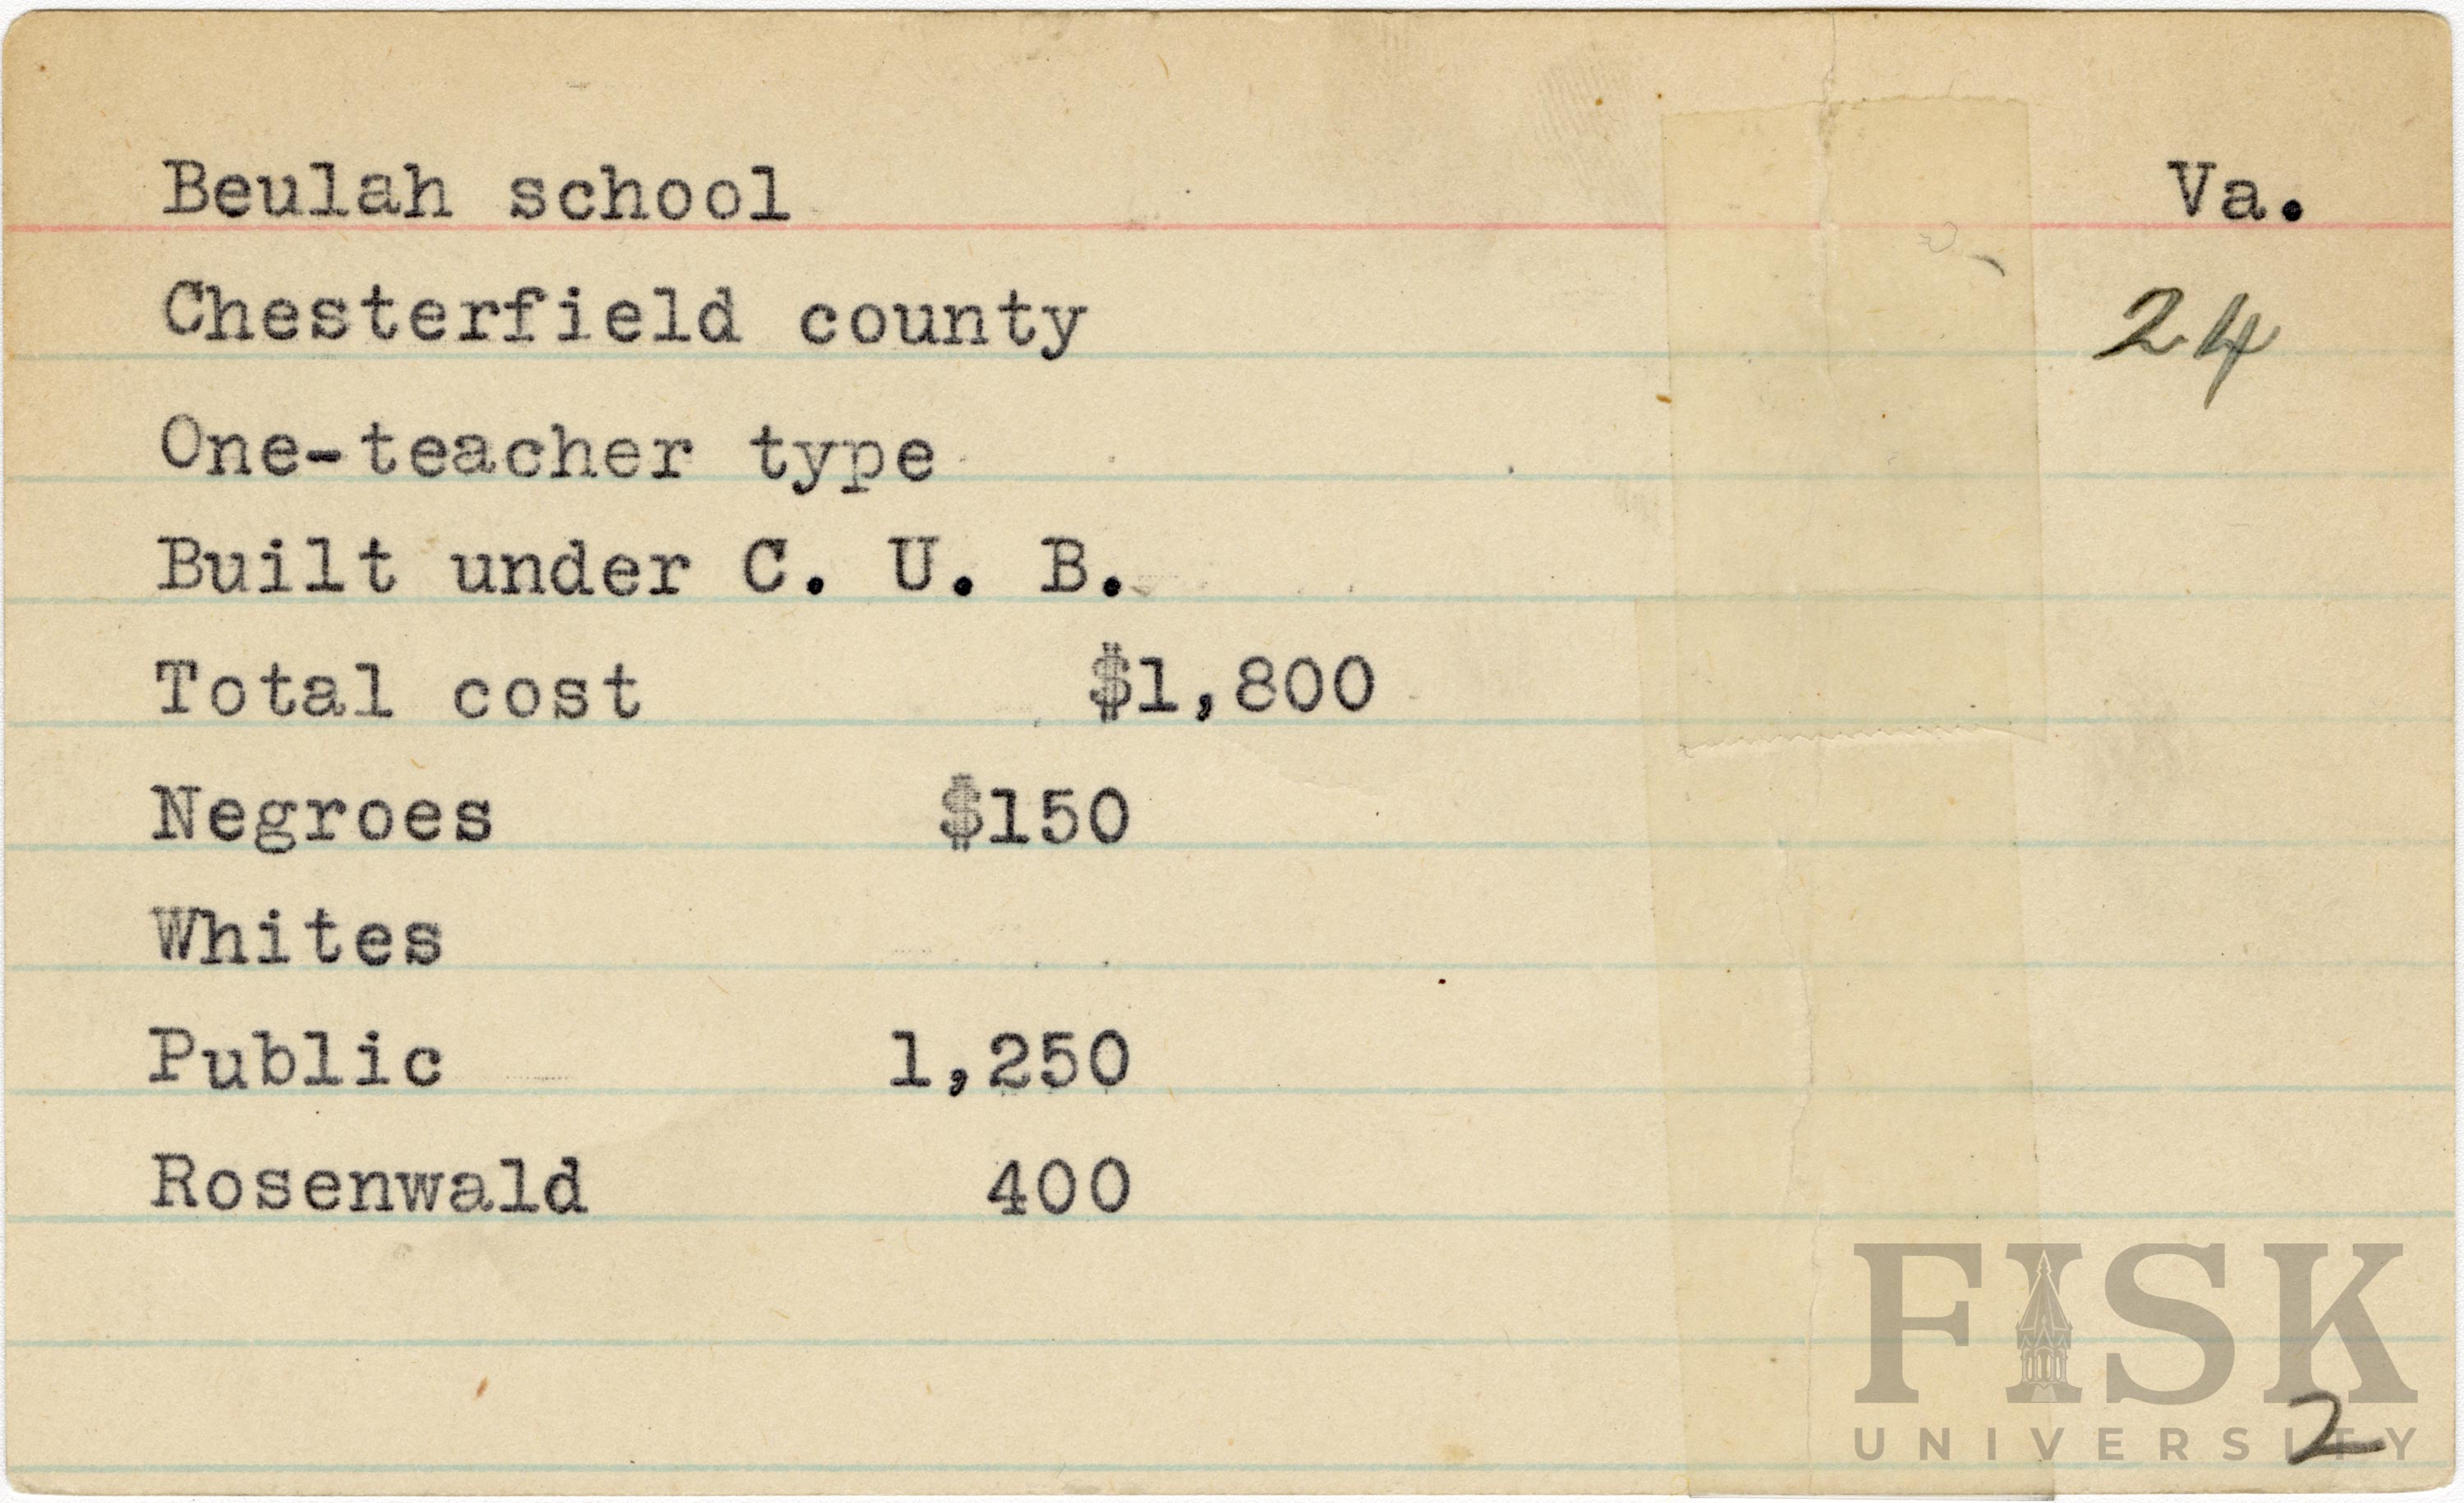 Beulah school Va.
Chesterfield county 24
One-teacher type
Built under C. U. B.
Total cost $1,800
Negroes $150
Whites
Public 1,250
Rosenwald 400
FISK
UNIVERSITY
2